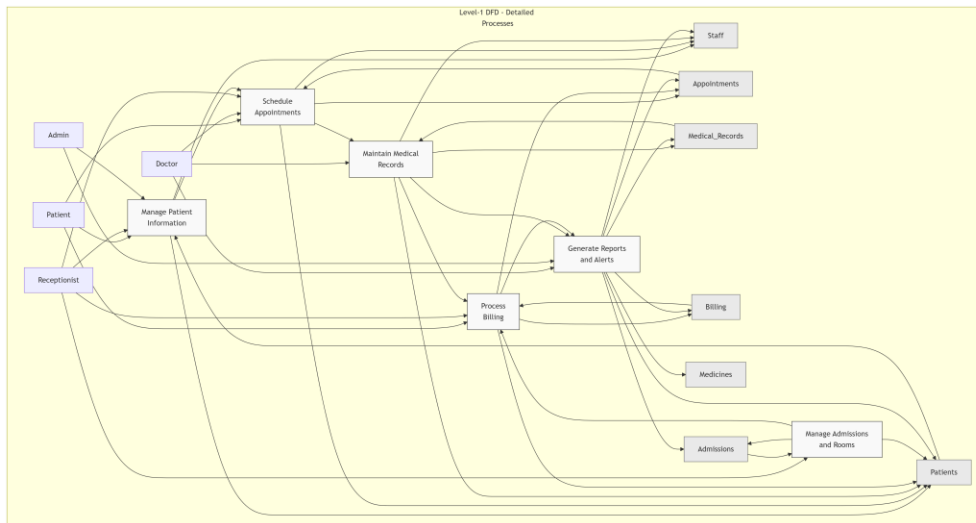 Level-1 DFD - Detailed
Processes
Staff
Appointments
Schedule
Appointments
Admin
Medical_Records
Maintain Medical
Records
Doctor
Patient
Manage Patient
Information
Generate Reports
and Alerts
Receptionist
Process
Billing
Billing
Medicines
Manage Admissions
and Rooms
Admissions
Patients